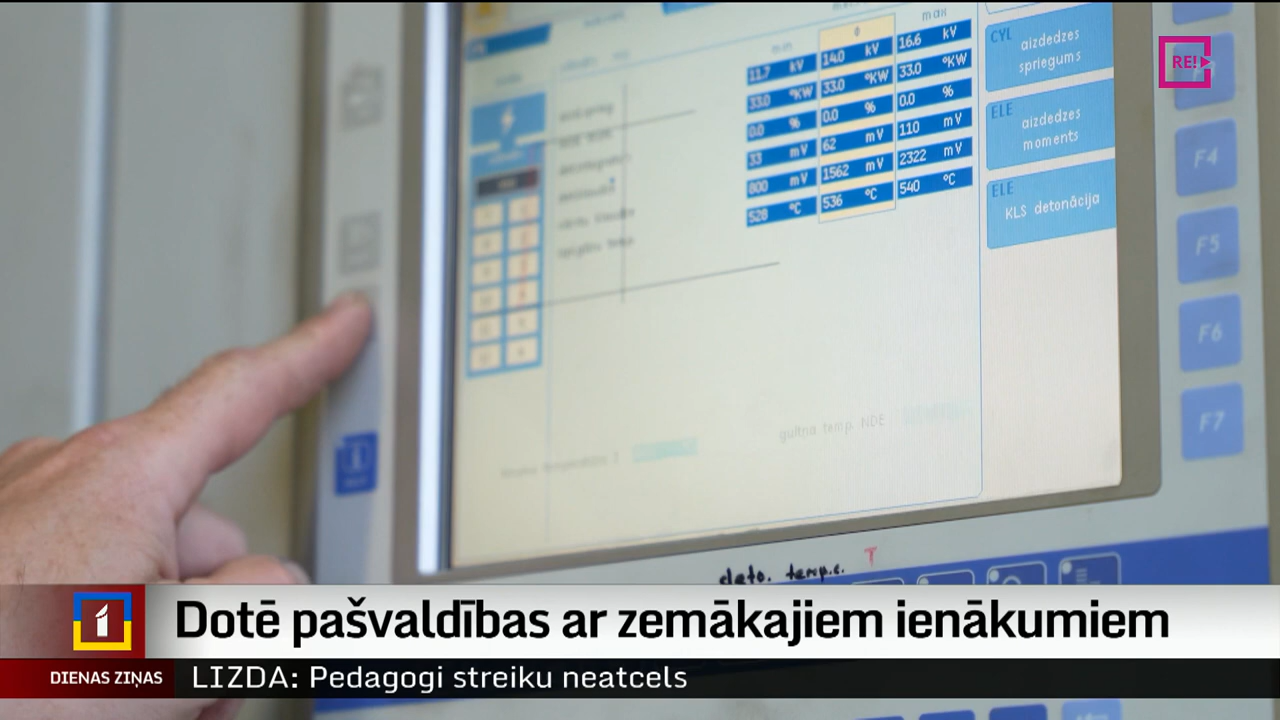 min ø max
11.7 kV 14.0 kV 16.6 kV
33.0 °KW 33.0 °KW 33.0 °KW
0.0 % 0.0 % 0.0 %
33 mV 62 mV 110 mV
800 mV 1562 mV 2322 mV
528 °C 536 °C 540 °C
CYL
aizdedzes
spriegums
ELE
aizdedzes
moments
ELE
KLS detonācija
RE!
F4
F5
F6
F7
gultņa temp. NDE
deto. temp.c. T
1
Dotē pašvaldības ar zemākajiem ienākumiem
DIENAS ZIŅAS
LIZDA: Pedagogi streiku neatcels